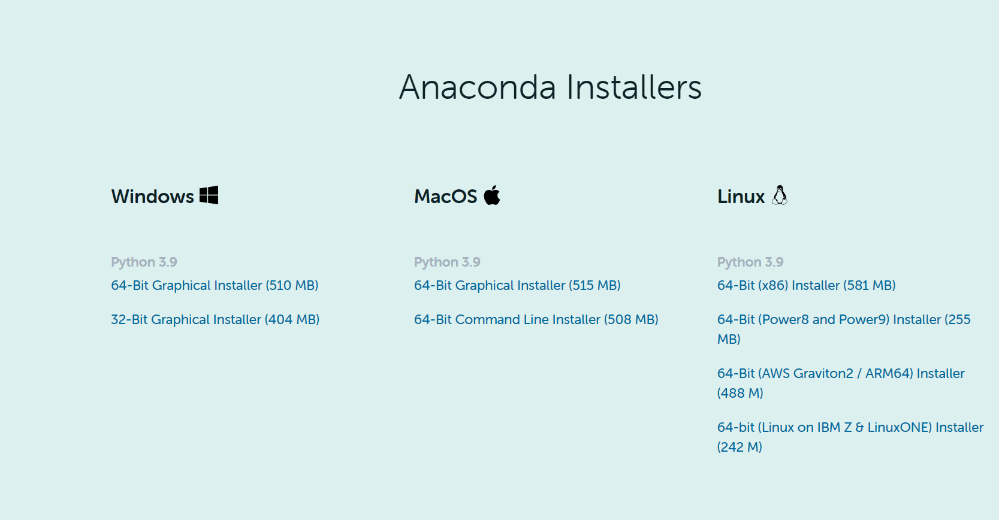 Anaconda Installers
Windows
Python 3.9
64-Bit Graphical Installer (510 MB)
32-Bit Graphical Installer (404 MB)
MacOS
Python 3.9
64-Bit Graphical Installer (515 MB)
64-Bit Command Line Installer (508 MB)
Linux
Python 3.9
64-Bit (x86) Installer (581 MB)
64-Bit (Power8 and Power9) Installer (255
MB)
64-Bit (AWS Graviton2 / ARM64) Installer
(488 M)
64-bit (Linux on IBM Z & LinuxONE) Installer
(242 M)